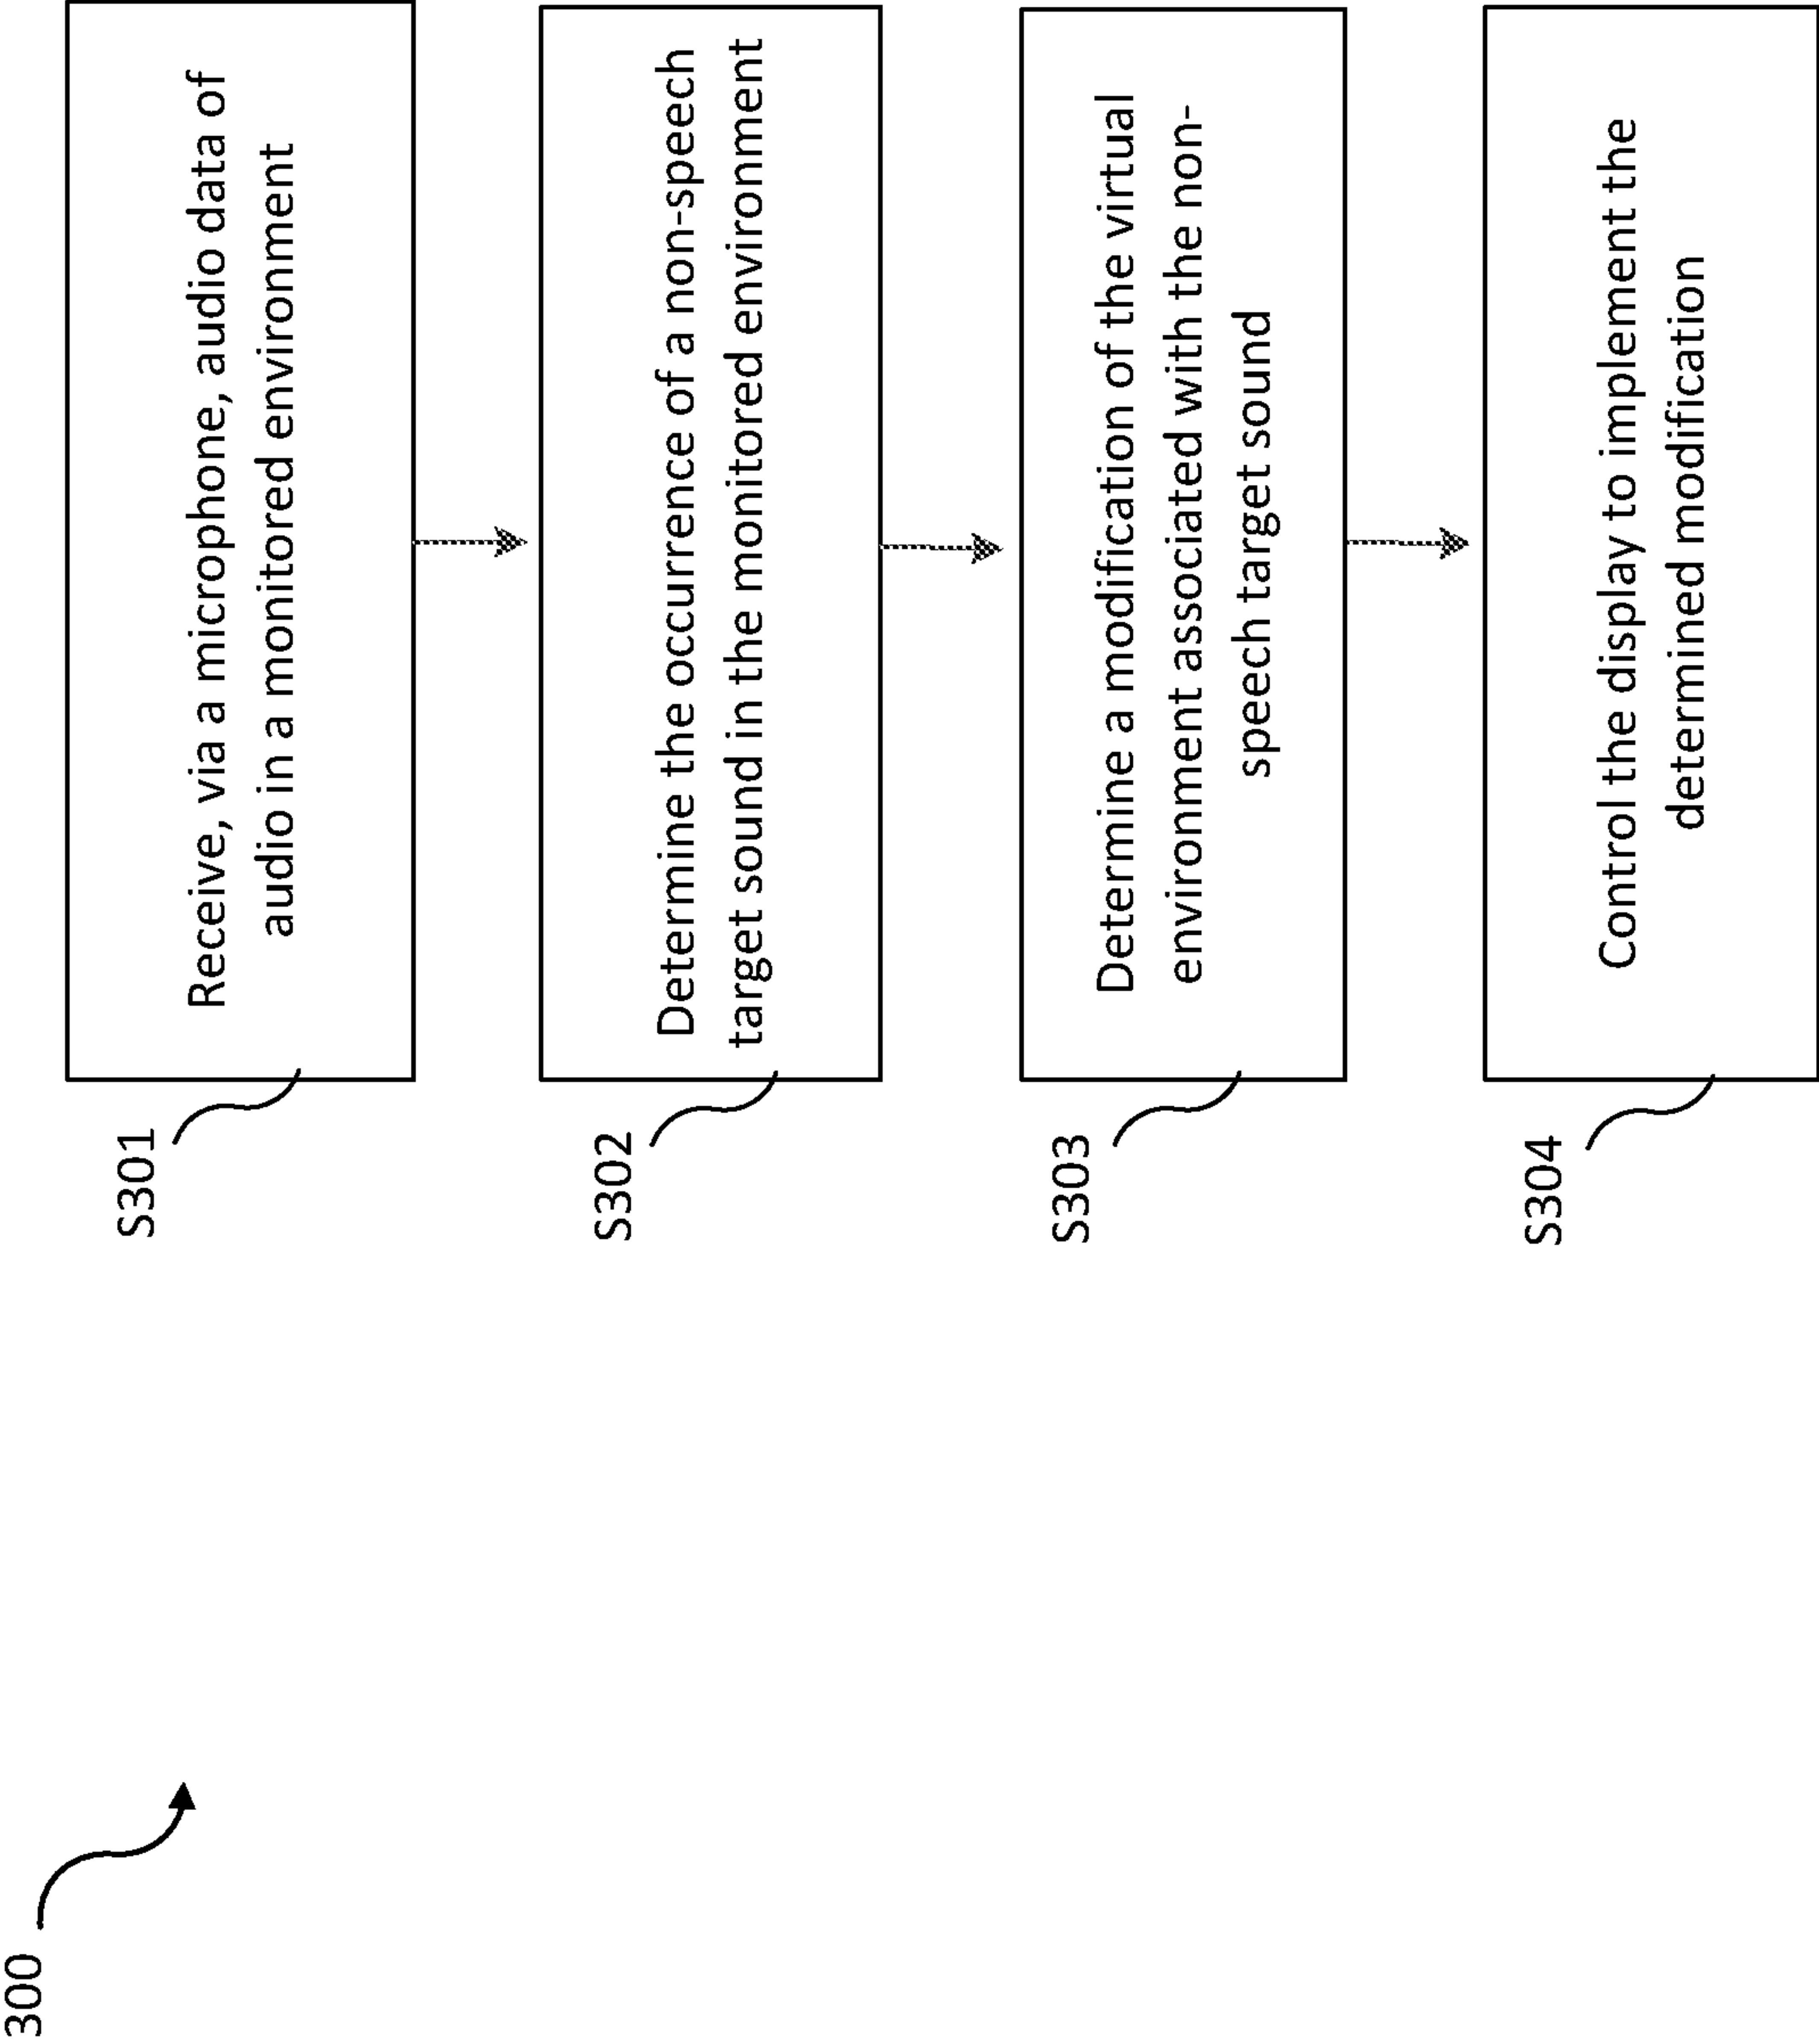 300
S301
Receive, via a microphone, audio data of
audio in a monitored environment
S302
Determine the occurrence of a non-speech
target sound in the monitored environment
S303
Determine a modification of the virtual
environment associated with the non-
speech target sound
S304
Control the display to implement the
determined modification